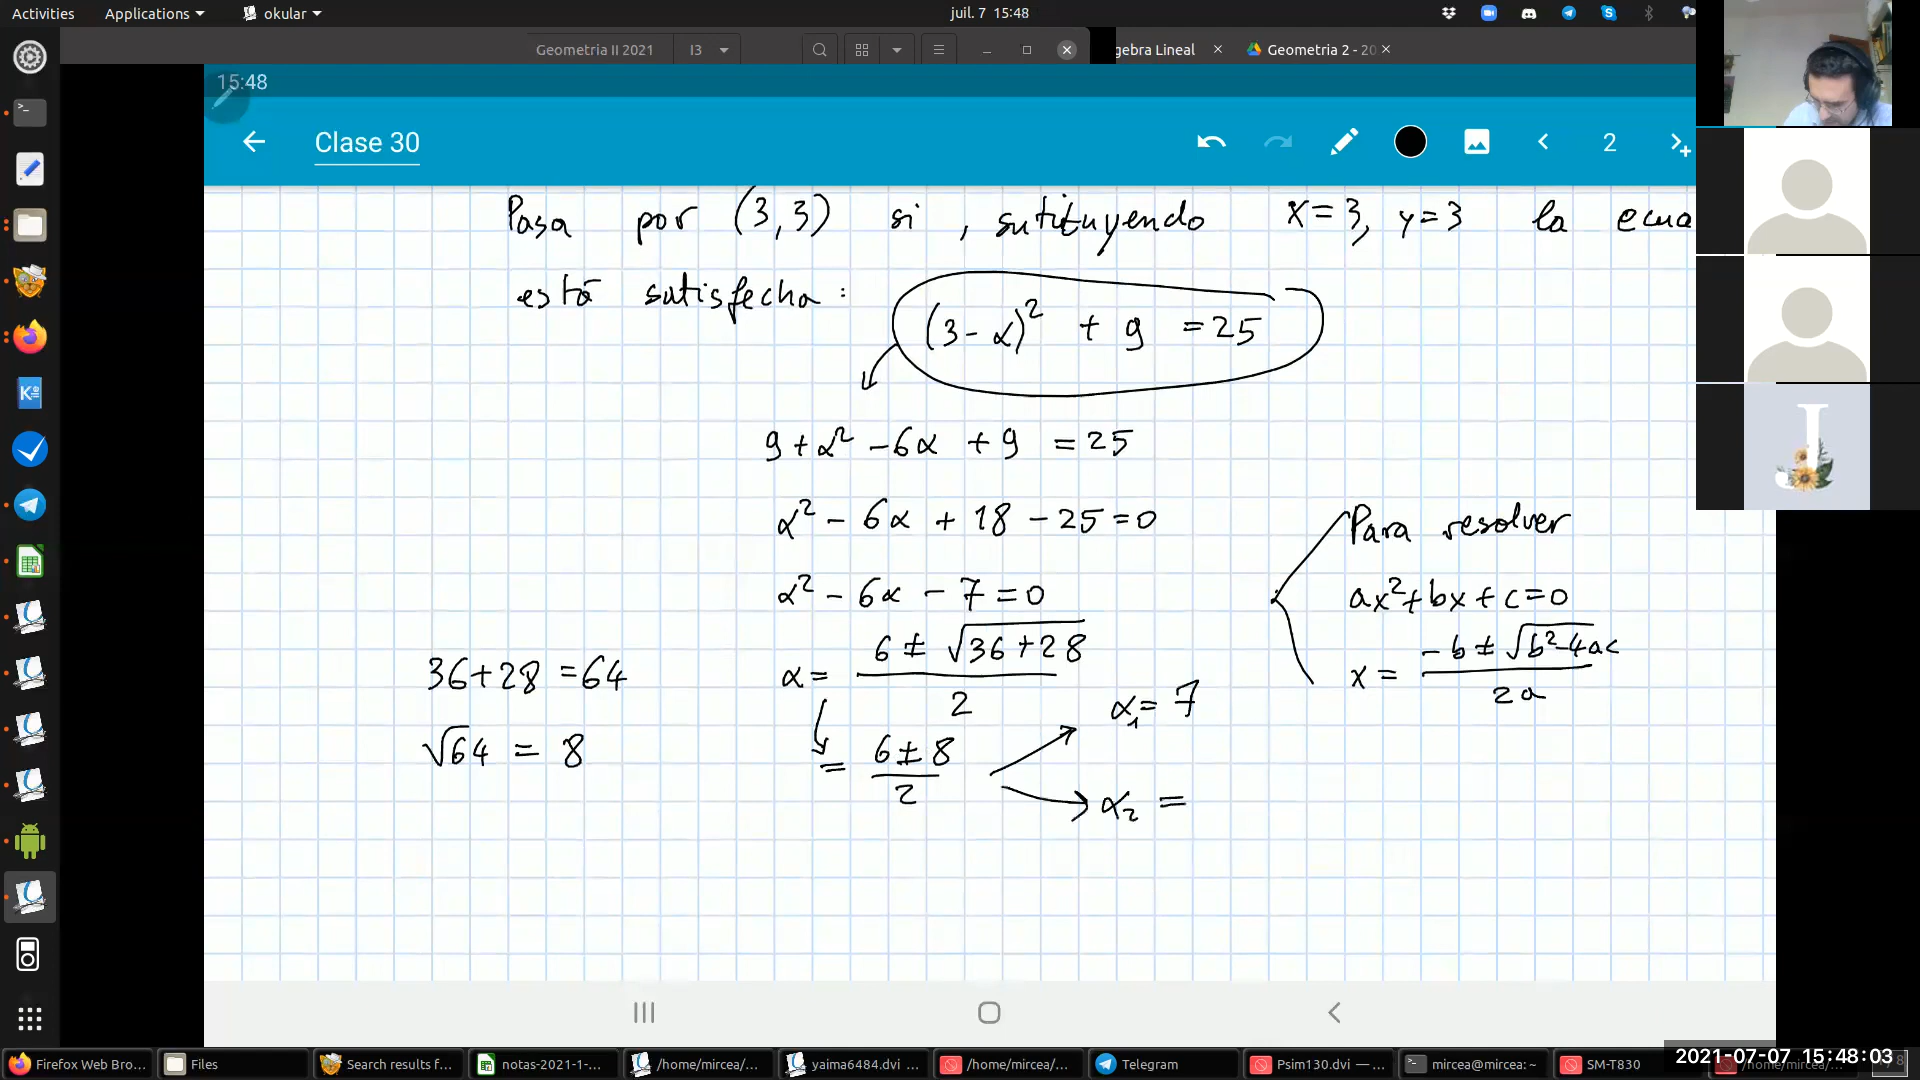 Activities Applications okular juil. 7 15:48
Geometria II 2021 I3 gebra Lineal Geometria 2 - 20
15:48
Clase 30 2
Pasa por (3,3) si, sutituyendo x=3, y=3 la ecua
está satisfecha:
(3-α)² + 9 = 25
9 + α² - 6α + 9 = 25
α² - 6α + 18 - 25 = 0
Para resolver
α² - 6α - 7 = 0
ax² + bx + c = 0
36+28 = 64
α = (6 ± √(36+28)) / 2
x = (-b ± √(b²-4ac)) / 2a
α₁ = 7
√64 = 8
= (6 ± 8) / 2
α₂ =
J
Firefox Web Bro... Files Search results f... notas-2021-1-... /home/mircea/... yaima6484.dvi ... /home/mircea/... Telegram Psim130.dvi — ... mircea@mircea: ~ SM-T830
2021-07-07 15:48:03